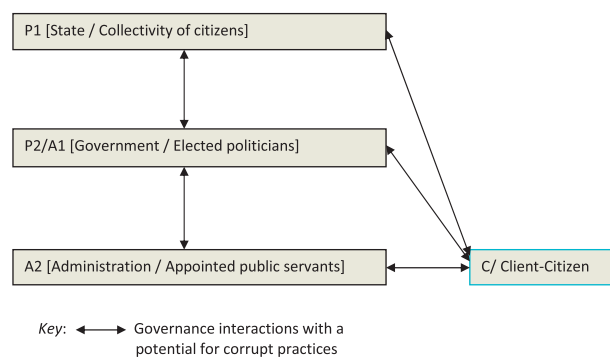 P1 [State / Collectivity of citizens]
P2/A1 [Government / Elected politicians]
A2 [Administration / Appointed public servants]
C/ Client-Citizen
Key: Governance interactions with a
potential for corrupt practices